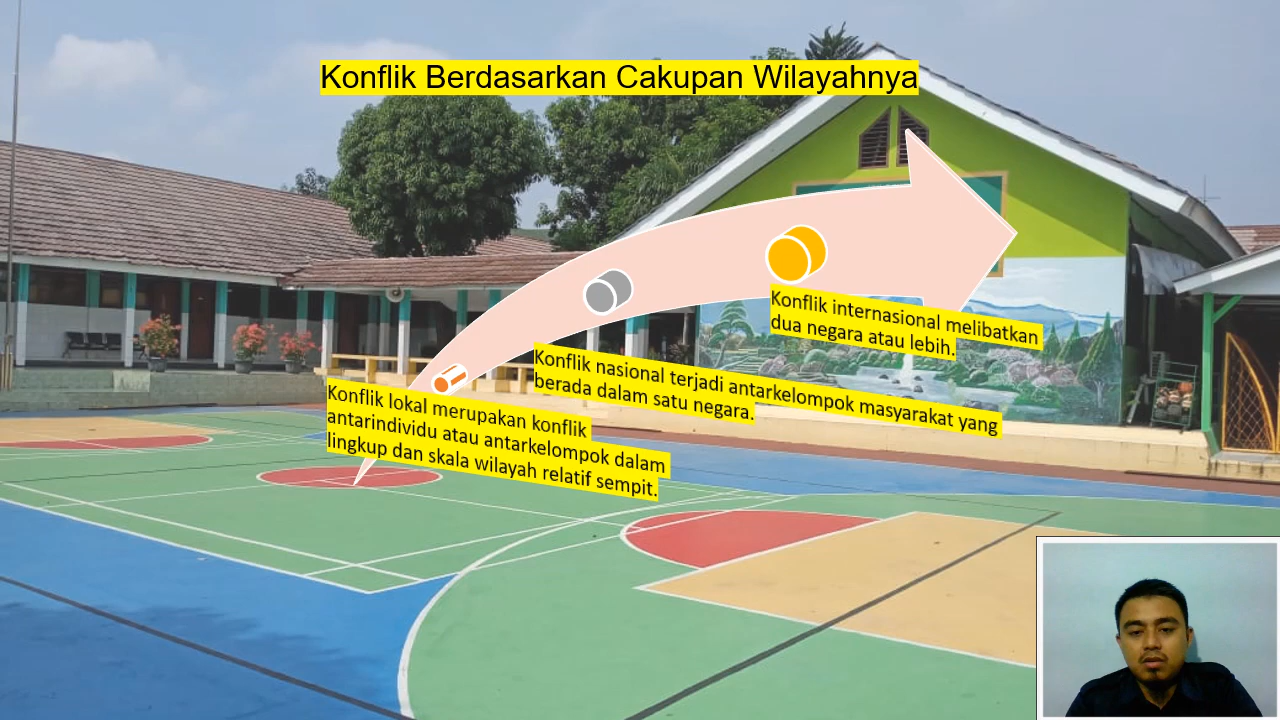 Konflik Berdasarkan Cakupan Wilayahnya
Konflik internasional melibatkan
dua negara atau lebih.
Konflik nasional terjadi antarkelompok masyarakat yang
berada dalam satu negara.
Konflik lokal merupakan konflik
antarindividu atau antarkelompok dalam
lingkup dan skala wilayah relatif sempit.